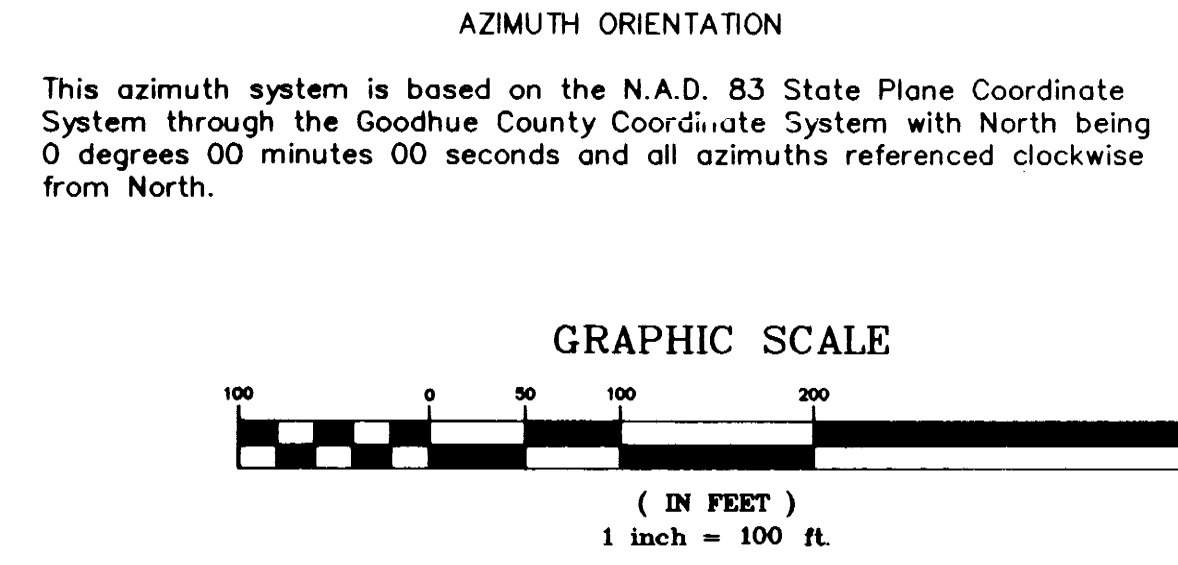 AZIMUTH ORIENTATION
This azimuth system is based on the N.A.D. 83 State Plane Coordinate
System through the Goodhue County Coordinate System with North being
0 degrees 00 minutes 00 seconds and all azimuths referenced clockwise
from North.
GRAPHIC SCALE
100 0 50 100 200
( IN FEET )
1 inch = 100 ft.